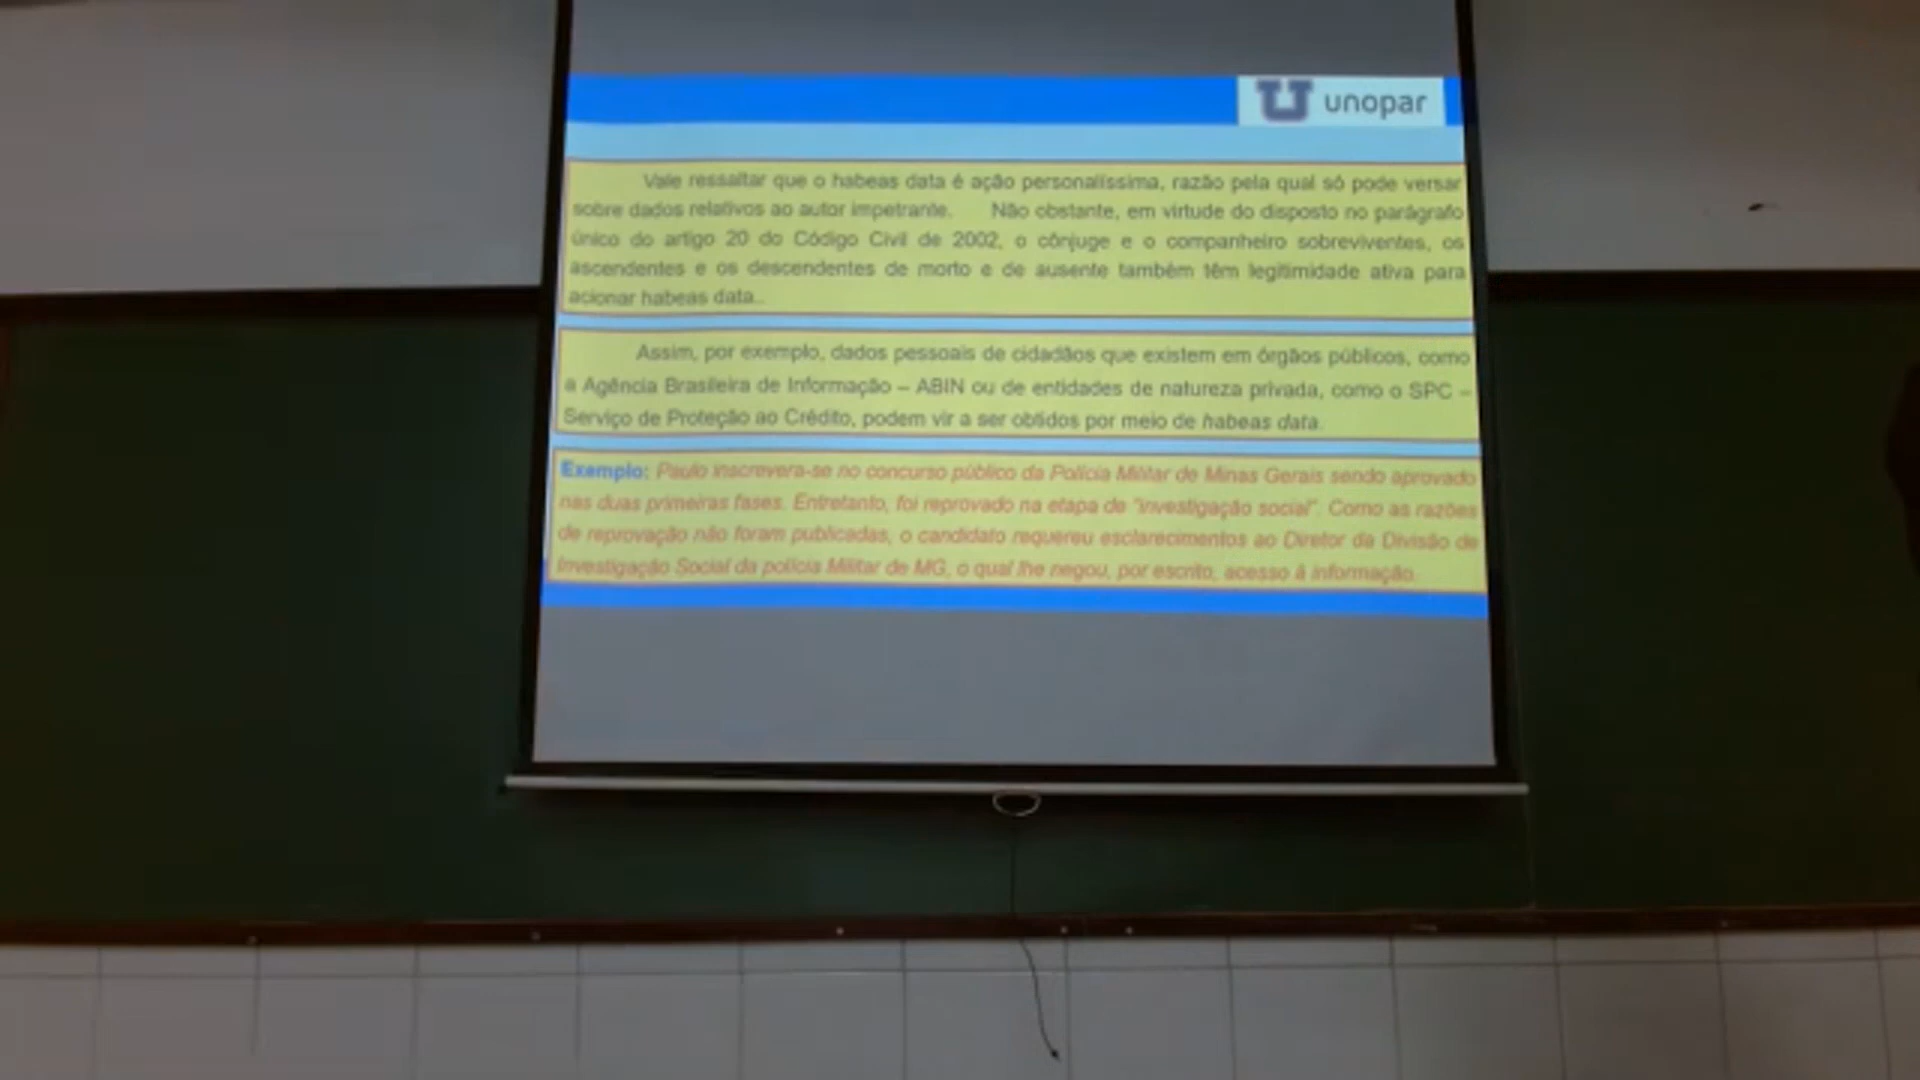 unopar
Vale ressaltar que o habeas data é ação personalíssima, razão pela qual só pode versar
sobre dados relativos ao autor impetrante. Não obstante, em virtude do disposto no parágrafo
único do artigo 20 do Código Civil de 2002, o cônjuge e o companheiro sobreviventes, os
ascendentes e os descendentes de morto e de ausente também têm legitimidade ativa para
acionar habeas data..
Assim, por exemplo, dados pessoais de cidadãos que existem em órgãos públicos, como
a Agência Brasileira de Informação – ABIN ou de entidades de natureza privada, como o SPC –
Serviço de Proteção ao Crédito, podem vir a ser obtidos por meio de habeas data.
Exemplo: Paulo inscrevera-se no concurso público da Polícia Militar de Minas Gerais sendo aprovado
nas duas primeiras fases. Entretanto, foi reprovado na etapa de "investigação social". Como as razões
de reprovação não foram publicadas, o candidato requereu esclarecimentos ao Diretor da Divisão de
Investigação Social da polícia Militar de MG, o qual lhe negou, por escrito, acesso à informação.